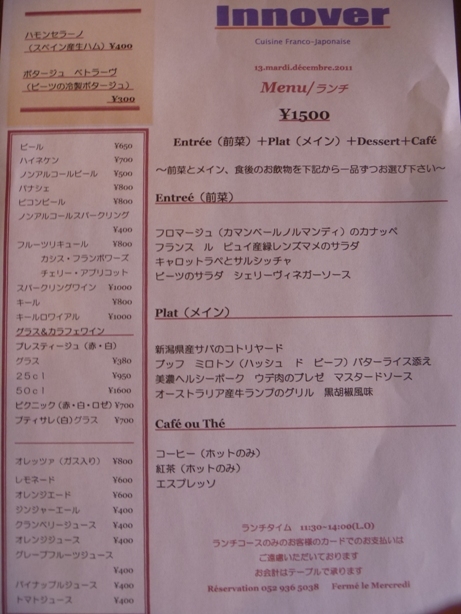 ハモンセラーノ
（スペイン産生ハム）¥400
ポタージュ ベトラーヴ
（ビーツの冷製ポタージュ）
¥300
ビール ¥650
ハイネケン ¥700
ノンアルコールビール ¥500
パナシェ ¥800
ピコンビール ¥800
ノンアルコールスパークリング
¥400
フルーツリキュール ¥800
カシス・フランボワーズ
チェリー・アプリコット
スパークリングワイン ¥1000
キール ¥800
キールロワイアル ¥1000
グラス＆カラフェワイン
プレスティージュ（赤・白）
グラス ¥380
25cl ¥950
50cl ¥1600
ピクニック（赤・白・ロゼ）¥700
プティサレ（白）グラス ¥700
オレッツァ（ガス入り） ¥800
レモネード ¥600
オレンジエード ¥600
ジンジャーエール ¥400
クランベリージュース ¥400
オレンジジュース ¥400
グレープフルーツジュース
¥400
パイナップルジュース ¥400
トマトジュース ¥400
Innover
Cuisine Franco-Japonaise
13.mardi.décembre.2011
Menu/ランチ
¥1500
Entrée（前菜）＋Plat（メイン）＋Dessert＋Café
～前菜とメイン、食後のお飲物を下記から一品ずつお選び下さい～
Entreé（前菜）
フロマージュ（カマンベールノルマンディ）のカナッペ
フランス ル ピュイ産緑レンズマメのサラダ
キャロットラペとサルシッチャ
ビーツのサラダ シェリーヴィネガーソース
Plat（メイン）
新潟県産サバのコトリヤード
ブッフ ミロトン（ハッシュ ド ビーフ）バターライス添え
美濃ヘルシーポーク ウデ肉のブレゼ マスタードソース
オーストラリア産牛ランプのグリル 黒胡椒風味
Café ou Thé
コーヒー（ホットのみ）
紅茶（ホットのみ）
エスプレッソ
ランチタイム 11:30~14:00(L.O)
ランチコースのみのお客様のカードでのお支払いは
ご遠慮いただいております
お会計はテーブルで承ります
Réservation 052 936 5038 Fermé le Mercredi